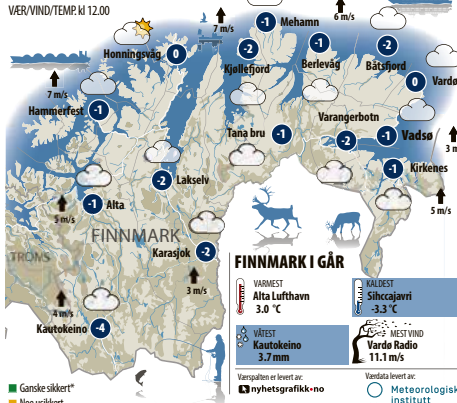 VÆR/VIND/TEMP. kl 12.00
7 m/s
6 m/s
-1
Mehamn
Honningsvåg
0
-2
Kjøllefjord
-1
Berlevåg
-2
Båtsfjord
0
Vardø
7 m/s
Hammerfest
-1
Varangerbotn
Tana bru
-1
-2
-1
Vadsø
3 m
-1
Kirkenes
-2
Lakselv
-1
Alta
5 m/s
5 m/s
FINNMARK
TROMS
Karasjok
-2
3 m/s
4 m/s
Kautokeino
-4
FINNMARK I GÅR
VARMEST
Alta Lufthavn
3.0 °C
KALDEST
Sihccajavri
-3.3 °C
VÅTEST
Kautokeino
3.7 mm
MEST VIND
Vardø Radio
11.1 m/s
Værspalten er levert av:
nyhetsgrafikk•no
Værdata levert av:
Meteorologisk
institutt
Ganske sikkert*
Noe usikkert